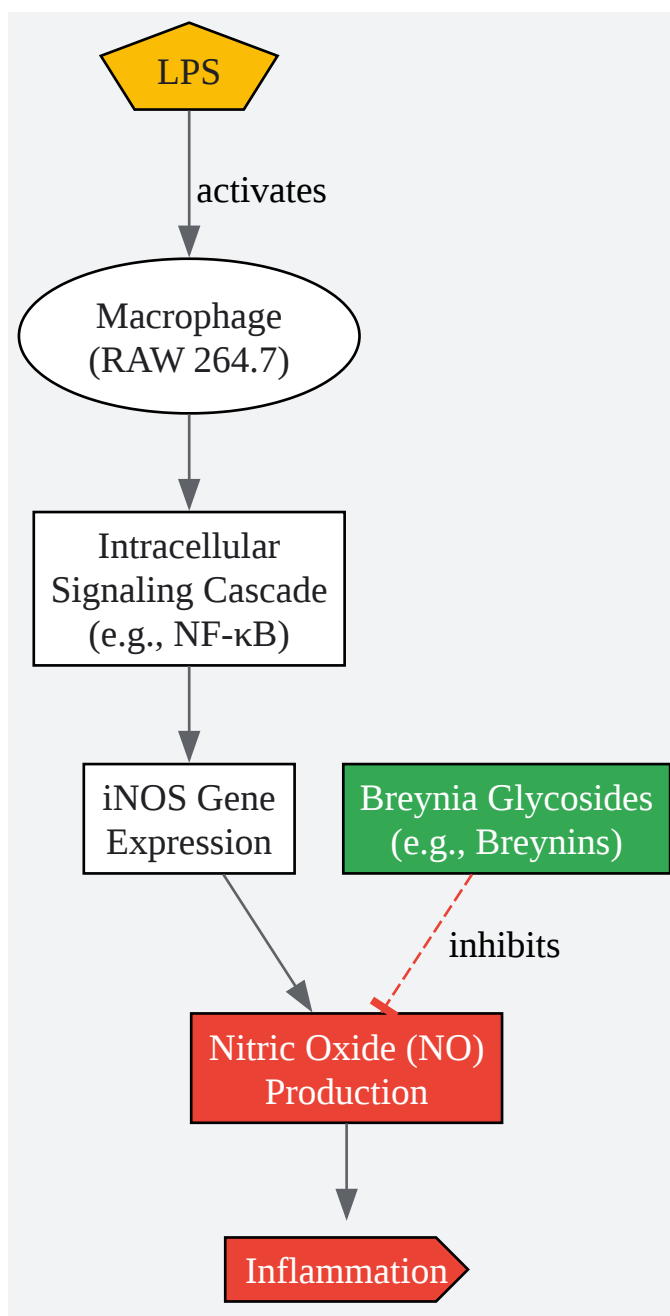 LPS
activates
Macrophage
(RAW 264.7)
Intracellular
Signaling Cascade
(e.g., NF-κB)
iNOS Gene
Expression
Breynia Glycosides
(e.g., Breynins)
inhibits
Nitric Oxide (NO)
Production
Inflammation